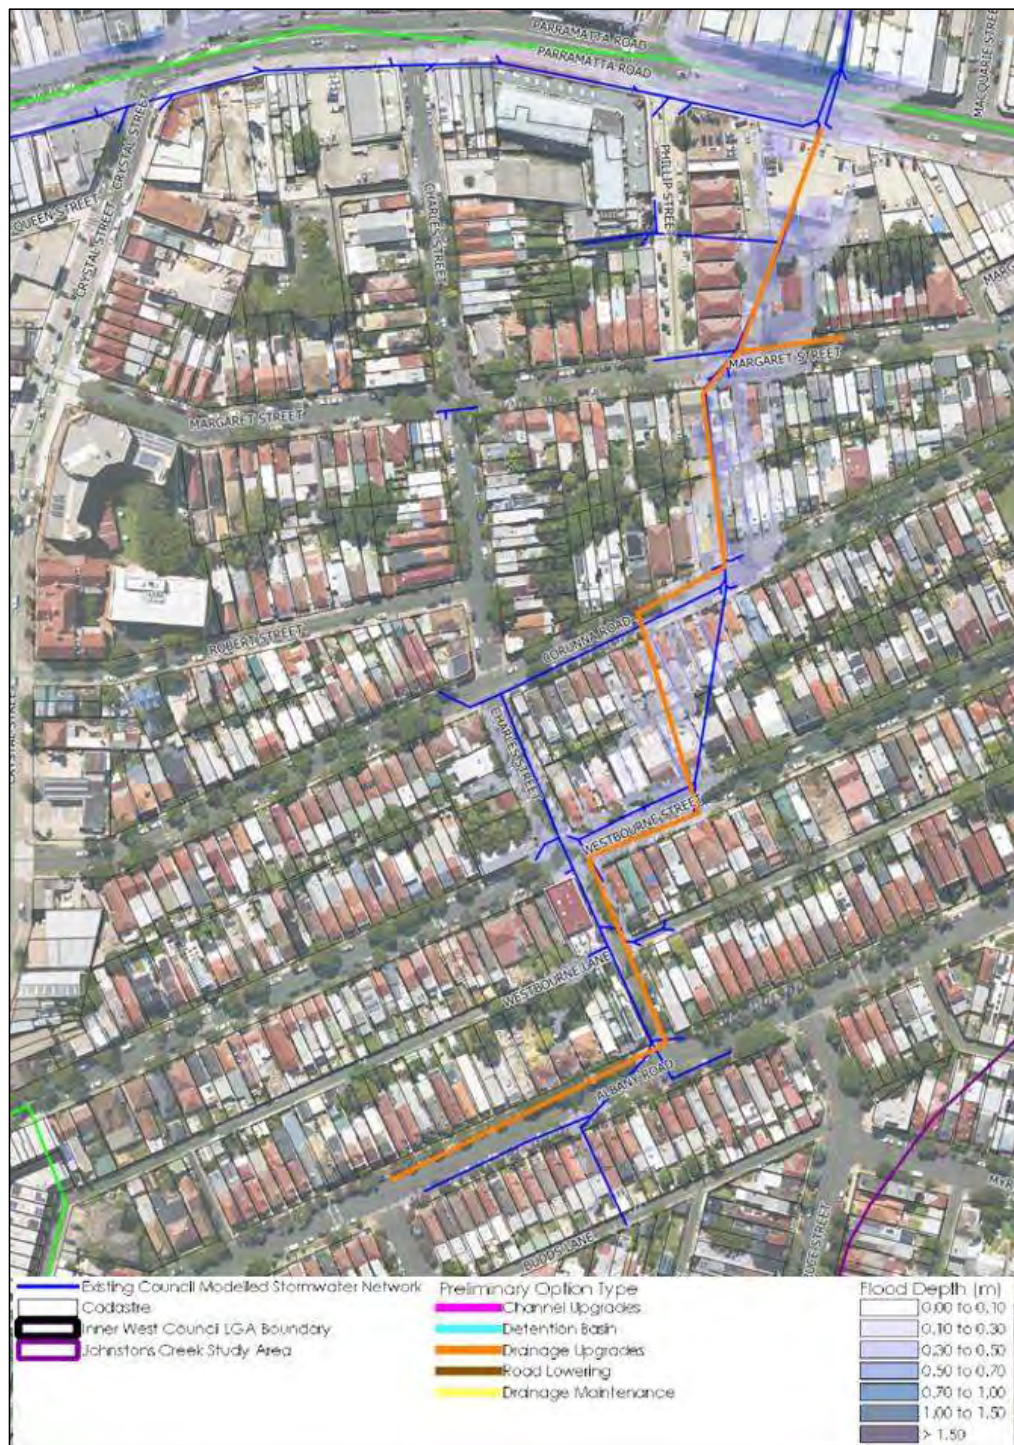 PARRAMATTA ROAD
PARRAMATTA ROAD
MACQUARIE STREET
CRYSTAL STREET
CRYSTAL STREET
QUEEN STREET
CHARLES STREET
PHILLIP STREET
MARGARET STREET
MARGARET STREET
ROBERT STREET
CORUNNA ROAD
CHARLES STREET
WESTBOURNE STREET
WESTBOURNE LANE
ALBANY ROAD
BUDDS LANE
Existing Council Modelled Stormwater Network
Cadastre
Inner West Council LGA Boundary
Johnstons Creek Study Area
Preliminary Option Type
Channel Upgrades
Detention Basin
Drainage Upgrades
Road Lowering
Drainage Maintenance
Flood Depth (m)
0.00 to 0.10
0.10 to 0.30
0.30 to 0.50
0.50 to 0.70
0.70 to 1.00
1.00 to 1.50
> 1.50